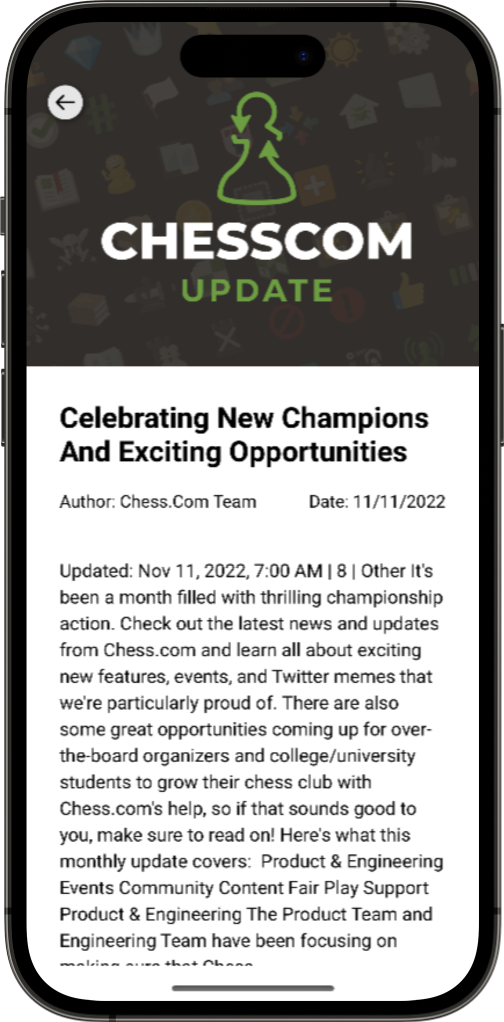 CHESSCOM
UPDATE
Celebrating New Champions
And Exciting Opportunities
Author: Chess.Com Team Date: 11/11/2022
Updated: Nov 11, 2022, 7:00 AM | 8 | Other It's
been a month filled with thrilling championship
action. Check out the latest news and updates
from Chess.com and learn all about exciting
new features, events, and Twitter memes that
we're particularly proud of. There are also
some great opportunities coming up for over-
the-board organizers and college/university
students to grow their chess club with
Chess.com's help, so if that sounds good to
you, make sure to read on! Here's what this
monthly update covers:  Product & Engineering
Events Community Content Fair Play Support
Product & Engineering The Product Team and
Engineering Team have been focusing on
making sure that Chess